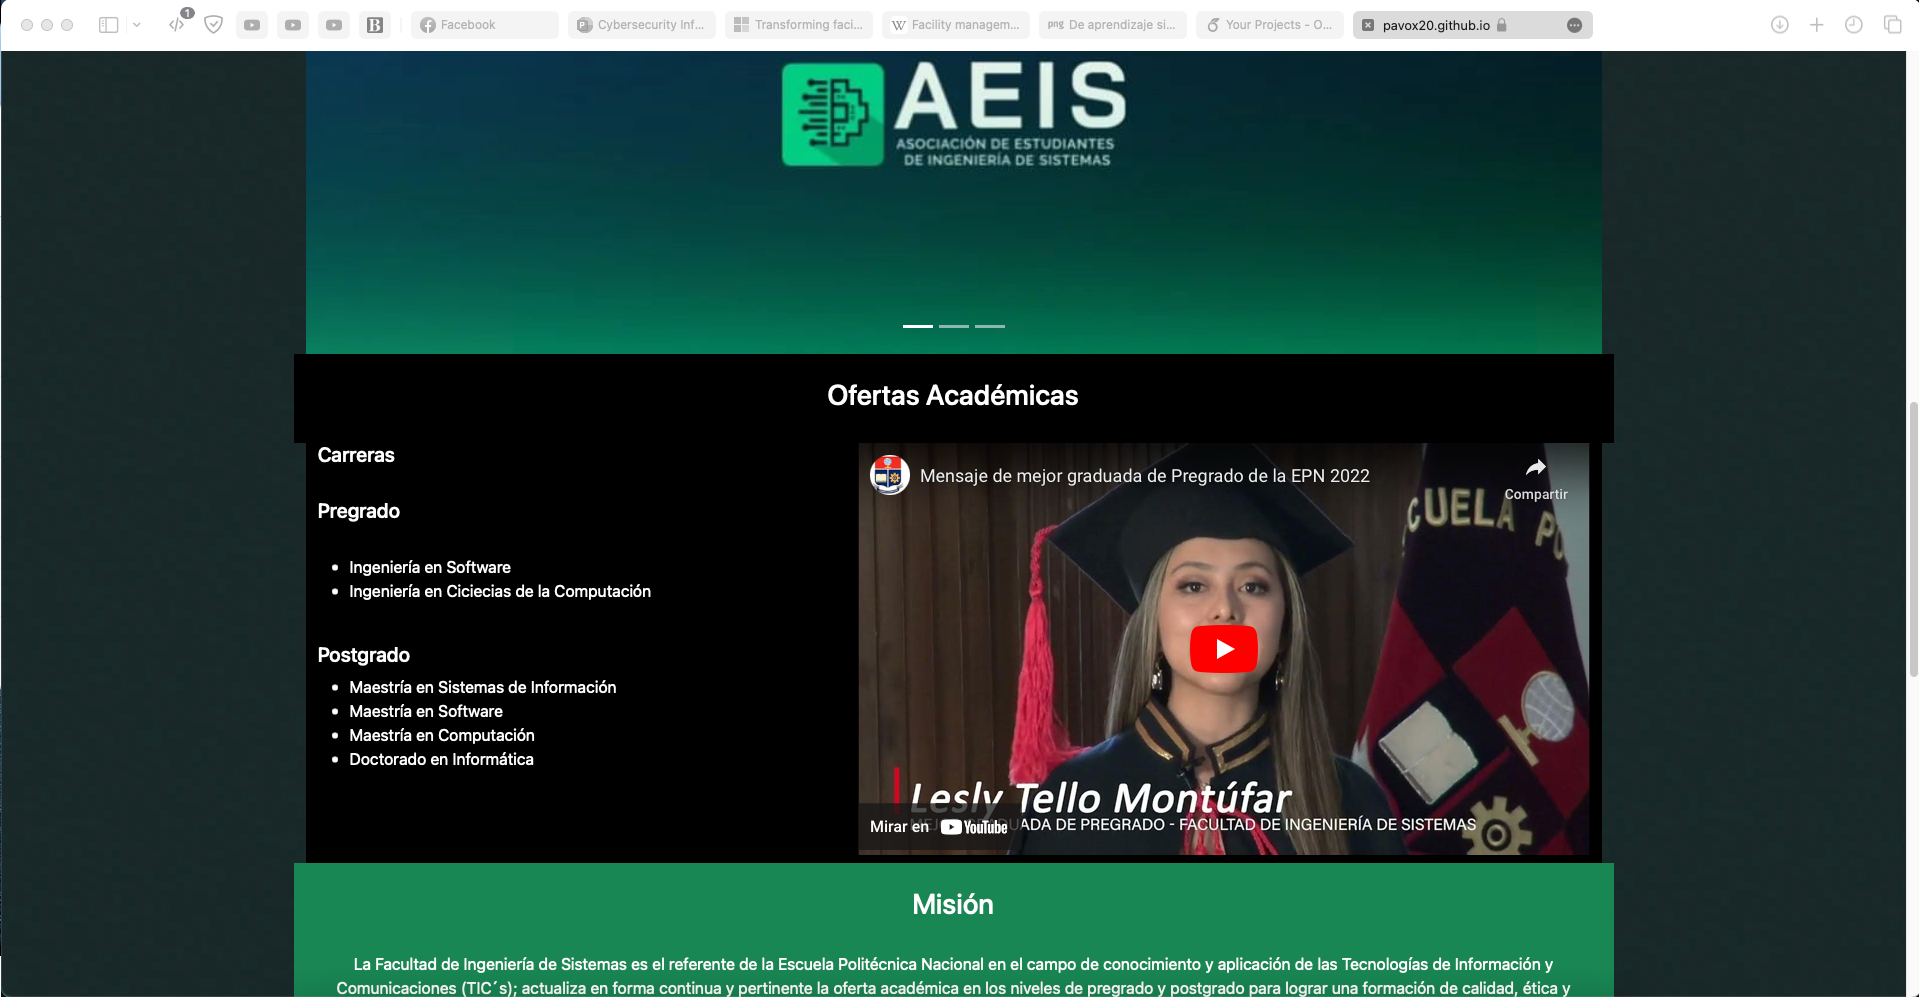 1
Facebook
Cybersecurity Inf...
Transforming faci...
Facility managem...
De aprendizaje si...
Your Projects - O...
pavox20.github.io
AEIS
ASOCIACIÓN DE ESTUDIANTES
DE INGENIERÍA DE SISTEMAS
Ofertas Académicas
Carreras
Pregrado
Ingeniería en Software
Ingeniería en Ciciecias de la Computación
Postgrado
Maestría en Sistemas de Información
Maestría en Software
Maestría en Computación
Doctorado en Informática
Mensaje de mejor graduada de Pregrado de la EPN 2022
Compartir
CUELA PO
Lesly Tello Montúfar
MEJOR GRADUADA DE PREGRADO - FACULTAD DE INGENIERÍA DE SISTEMAS
Mirar en YouTube
Misión
La Facultad de Ingeniería de Sistemas es el referente de la Escuela Politécnica Nacional en el campo de conocimiento y aplicación de las Tecnologías de Información y
Comunicaciones (TIC´s); actualiza en forma continua y pertinente la oferta académica en los niveles de pregrado y postgrado para lograr una formación de calidad, ética y